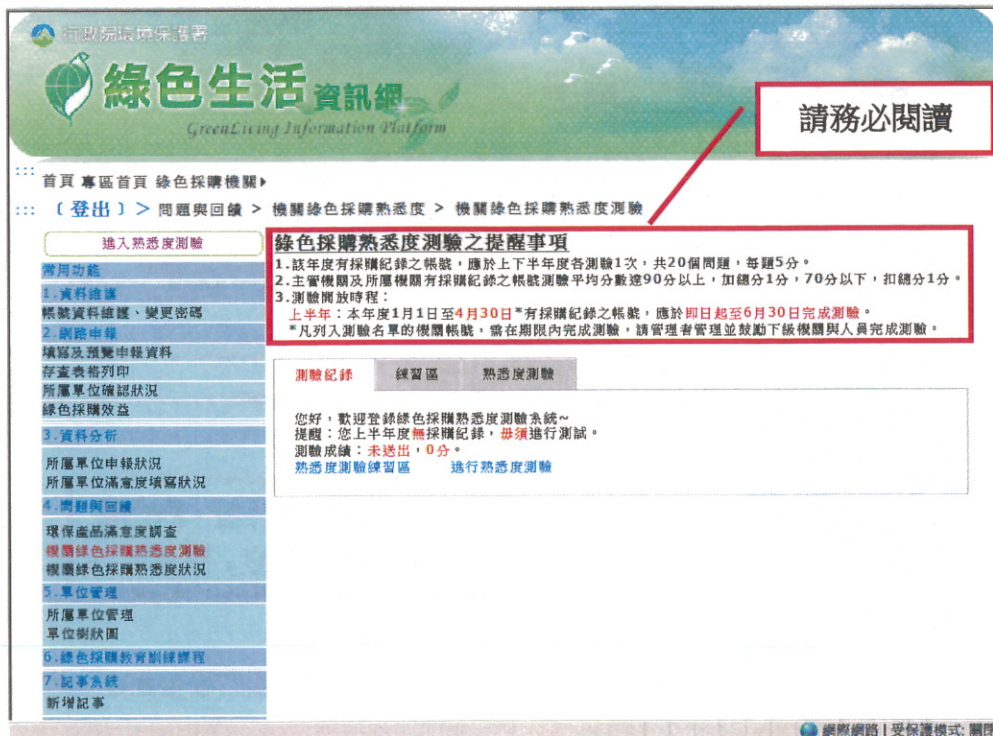 行政院環境保護署
綠色生活 資訊網
GreenLiving Information Platform
請務必閱讀
::: 首頁 專區首頁 綠色採購機關▶
::: 〔登出〕> 問題與回饋 > 機關綠色採購熟悉度 > 機關綠色採購熟悉度測驗
進入熟悉度測驗
常用功能
1.資料維護
帳號資料維護、變更密碼
2.網路申報
填寫及預覽申報資料
存查表格列印
所屬單位確認狀況
綠色採購效益
3.資料分析
所屬單位申報狀況
所屬單位滿意度填寫狀況
4.問題與回饋
環保產品滿意度調查
機關綠色採購熟悉度測驗
機關綠色採購熟悉度狀況
5.單位管理
所屬單位管理
單位樹狀圖
6.綠色採購教育訓練課程
7.記事系統
新增記事
綠色採購熟悉度測驗之提醒事項
1.該年度有採購紀錄之帳號，應於上下半年度各測驗1次，共20個問題，每題5分。
2.主管機關及所屬機關有採購紀錄之帳號測驗平均分數達90分以上，加總分1分，70分以下，扣總分1分。
3.測驗開放時程：
上半年：本年度1月1日至4月30日*有採購紀錄之帳號，應於即日起至6月30日完成測驗。
*凡列入測驗名單的機關帳號，需在期限內完成測驗，請管理者管理並鼓勵下級機關與人員完成測驗。
測驗紀錄 練習區 熟悉度測驗
您好，歡迎登錄綠色採購熟悉度測驗系統~
提醒：您上半年度無採購紀錄，毋須進行測試。
測驗成績：未送出，0分。
熟悉度測驗練習區 進行熟悉度測驗
網際網路 | 受保護模式: 關閉